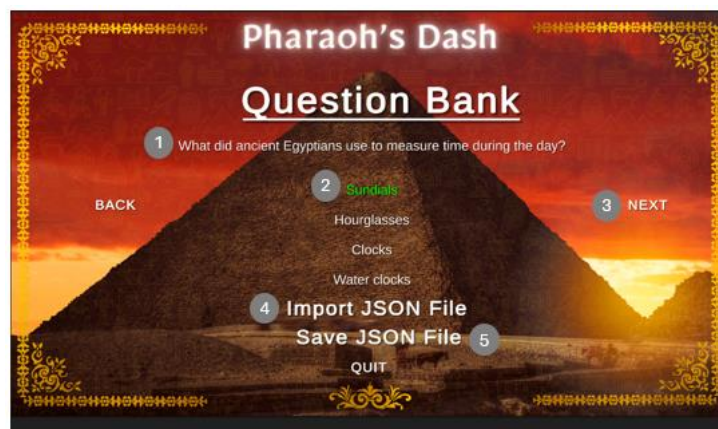 Pharaoh's Dash
Question Bank
1 What did ancient Egyptians use to measure time during the day?
2 Sundials
BACK
3 NEXT
Hourglasses
Clocks
Water clocks
4 Import JSON File
Save JSON File 5
QUIT